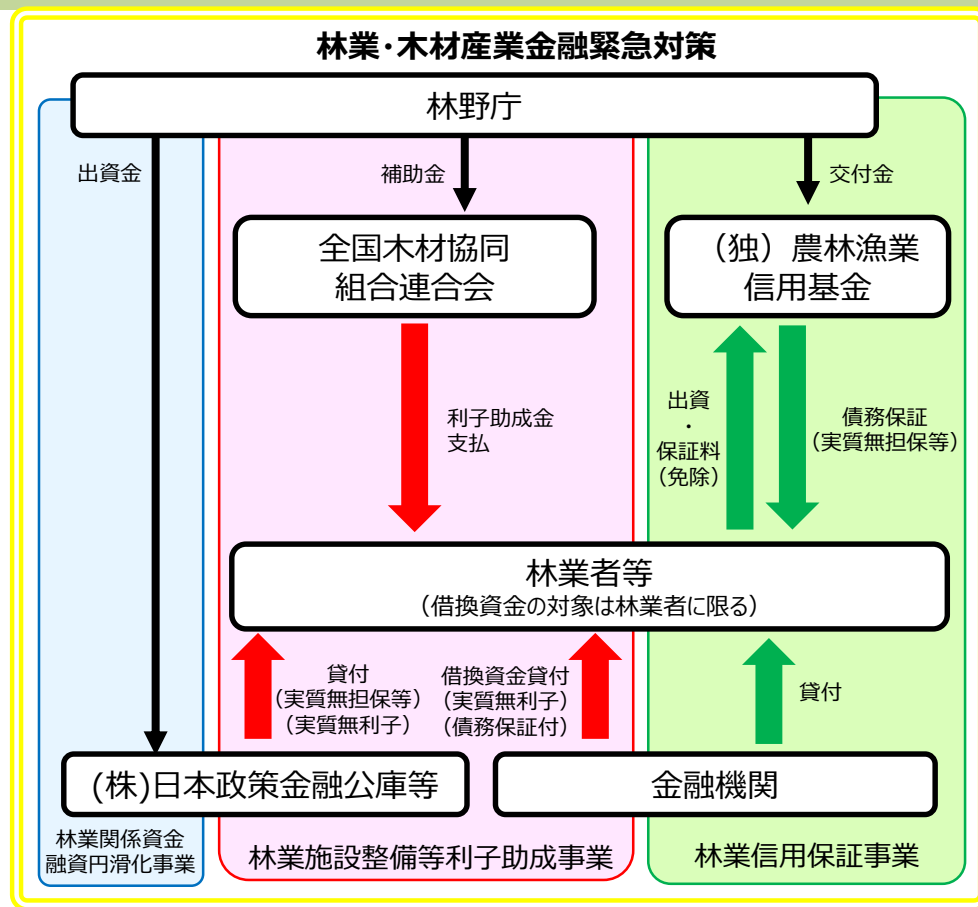 林業・木材産業金融緊急対策
林野庁
出資金
補助金
交付金
全国木材協同
組合連合会
（独）農林漁業
信用基金
利子助成金
支払
出資
・
保証料
（免除）
債務保証
（実質無担保等）
林業者等
（借換資金の対象は林業者に限る）
貸付
（実質無担保等）
（実質無利子）
借換資金貸付
（実質無利子）
（債務保証付）
貸付
(株)日本政策金融公庫等
金融機関
林業関係資金
融資円滑化事業
林業施設整備等利子助成事業
林業信用保証事業